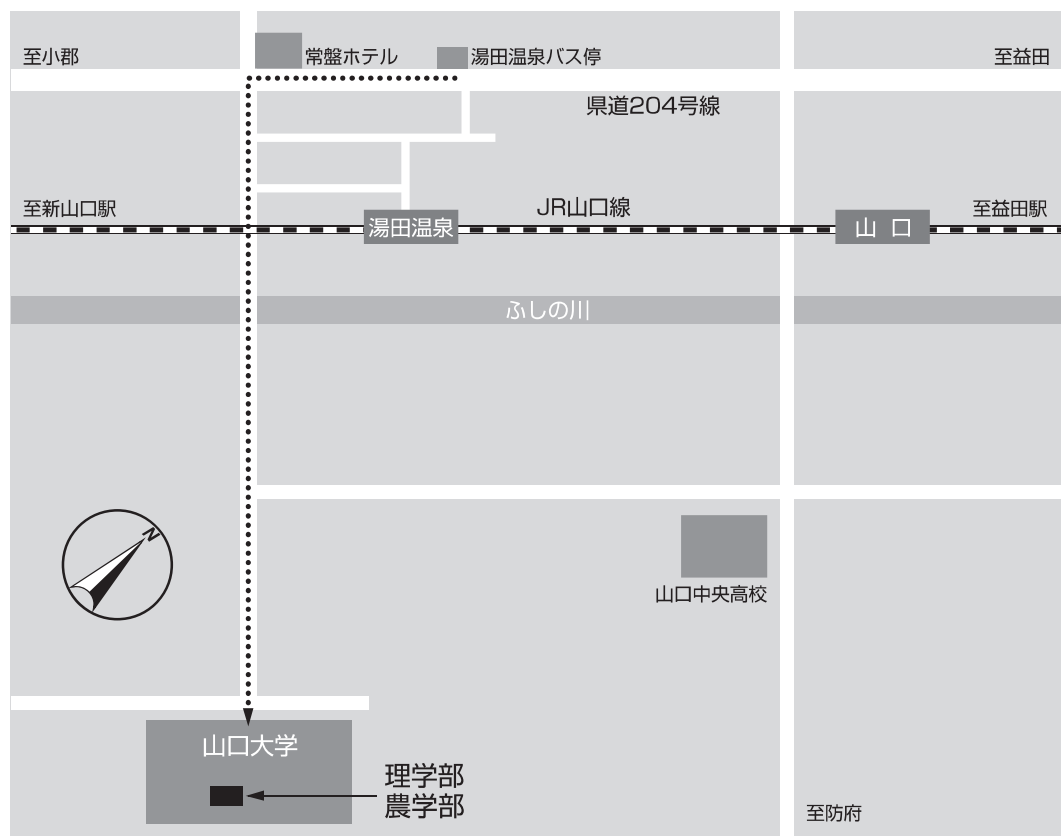 至小郡
常盤ホテル
湯田温泉バス停
至益田
県道204号線
至新山口駅
JR山口線
至益田駅
湯田温泉
山 口
ふしの川
N
山口中央高校
山口大学
理学部
農学部
至防府